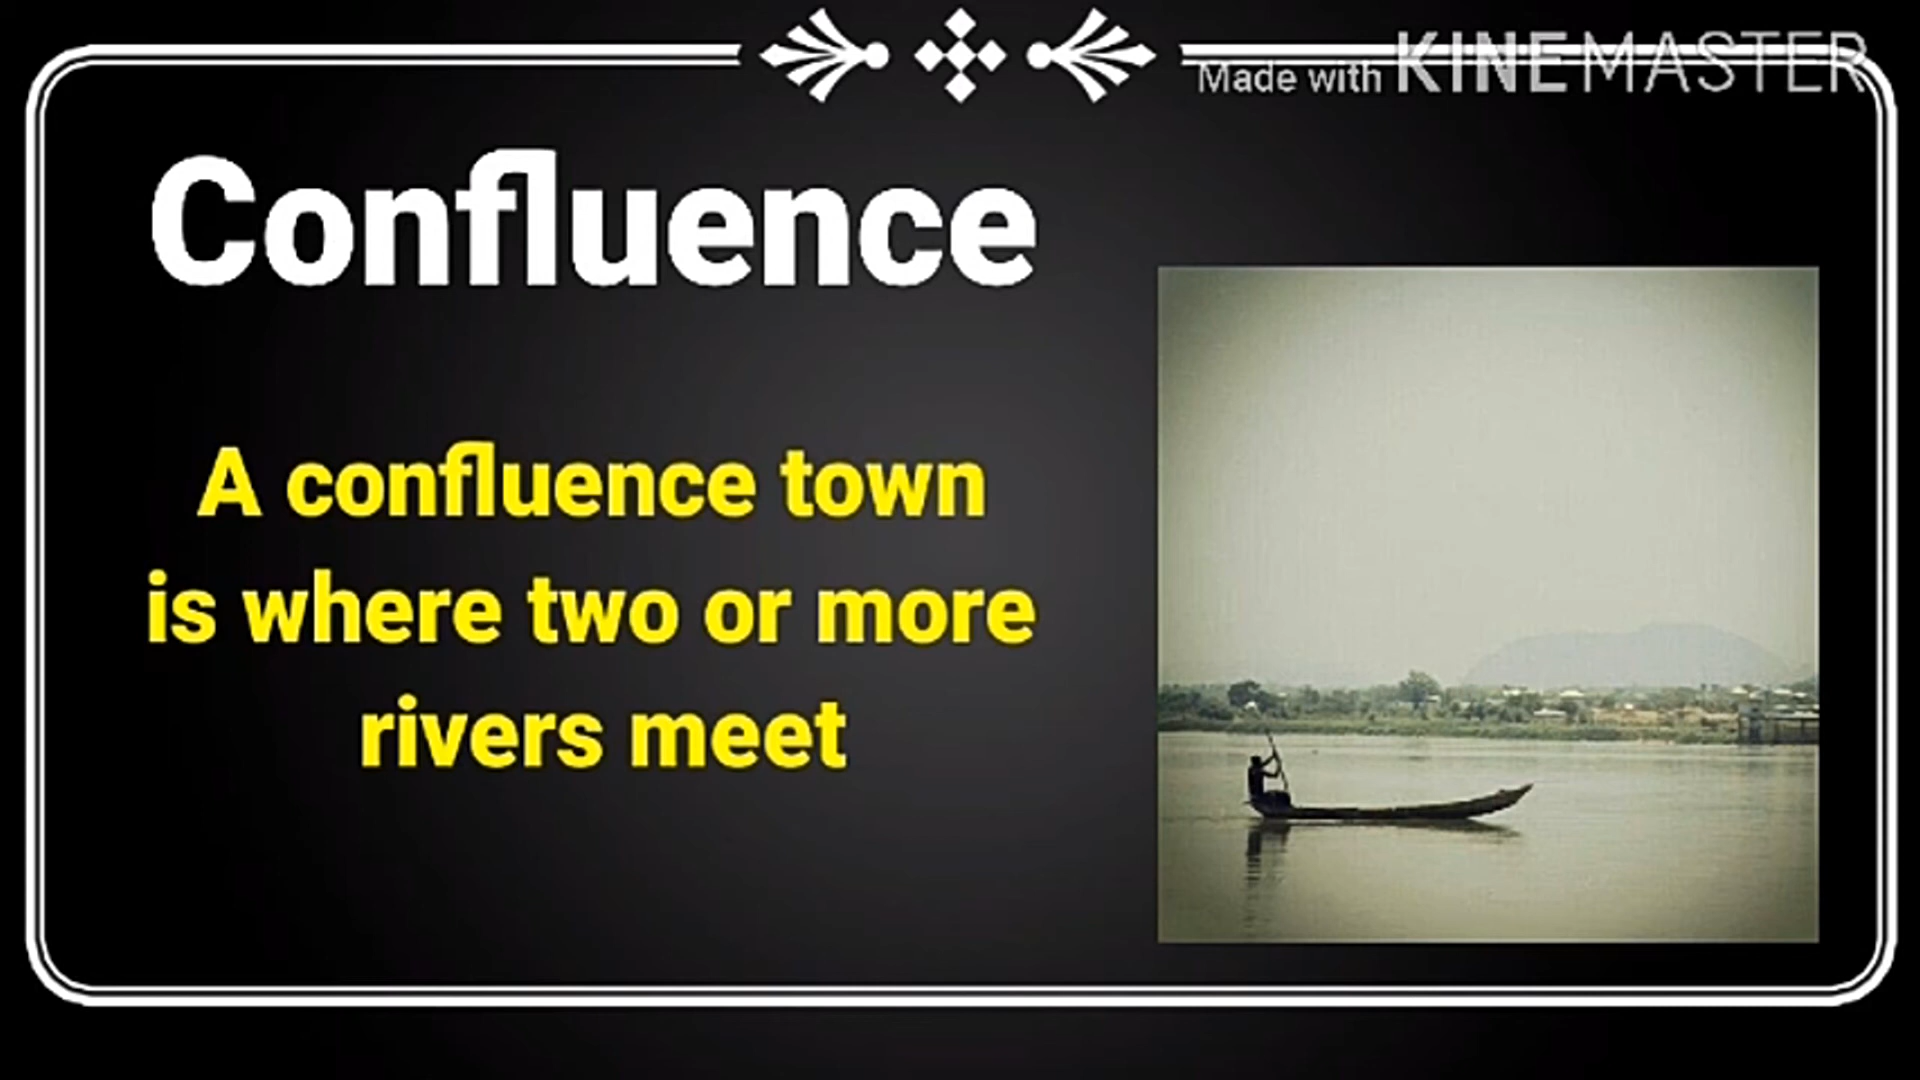 Made with KINEMASTER
Confluence
A confluence town
is where two or more
rivers meet